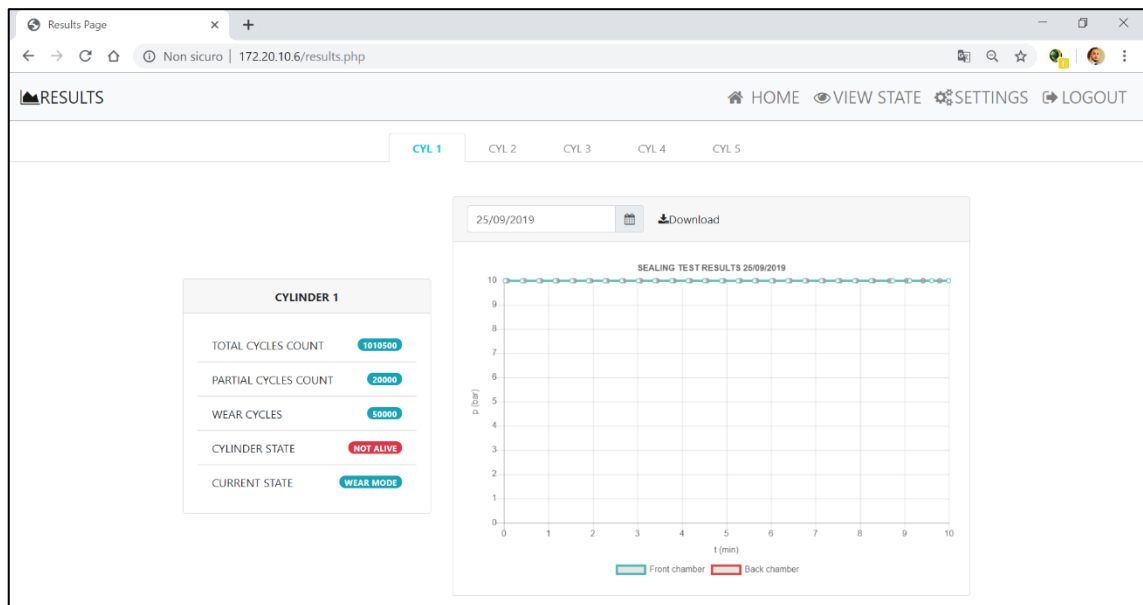 Results Page
Non sicuro | 172.20.10.6/results.php
RESULTS
HOME VIEW STATE SETTINGS LOGOUT
CYL 1 CYL 2 CYL 3 CYL 4 CYL 5
25/09/2019 Download
CYLINDER 1
TOTAL CYCLES COUNT 1010500
PARTIAL CYCLES COUNT 20000
WEAR CYCLES 50000
CYLINDER STATE NOT ALIVE
CURRENT STATE WEAR MODE
SEALING TEST RESULTS 25/09/2019
p (bar)
10
9
8
7
6
5
4
3
2
1
0
0 1 2 3 4 5 6 7 8 9 10
t (min)
Front chamber Back chamber